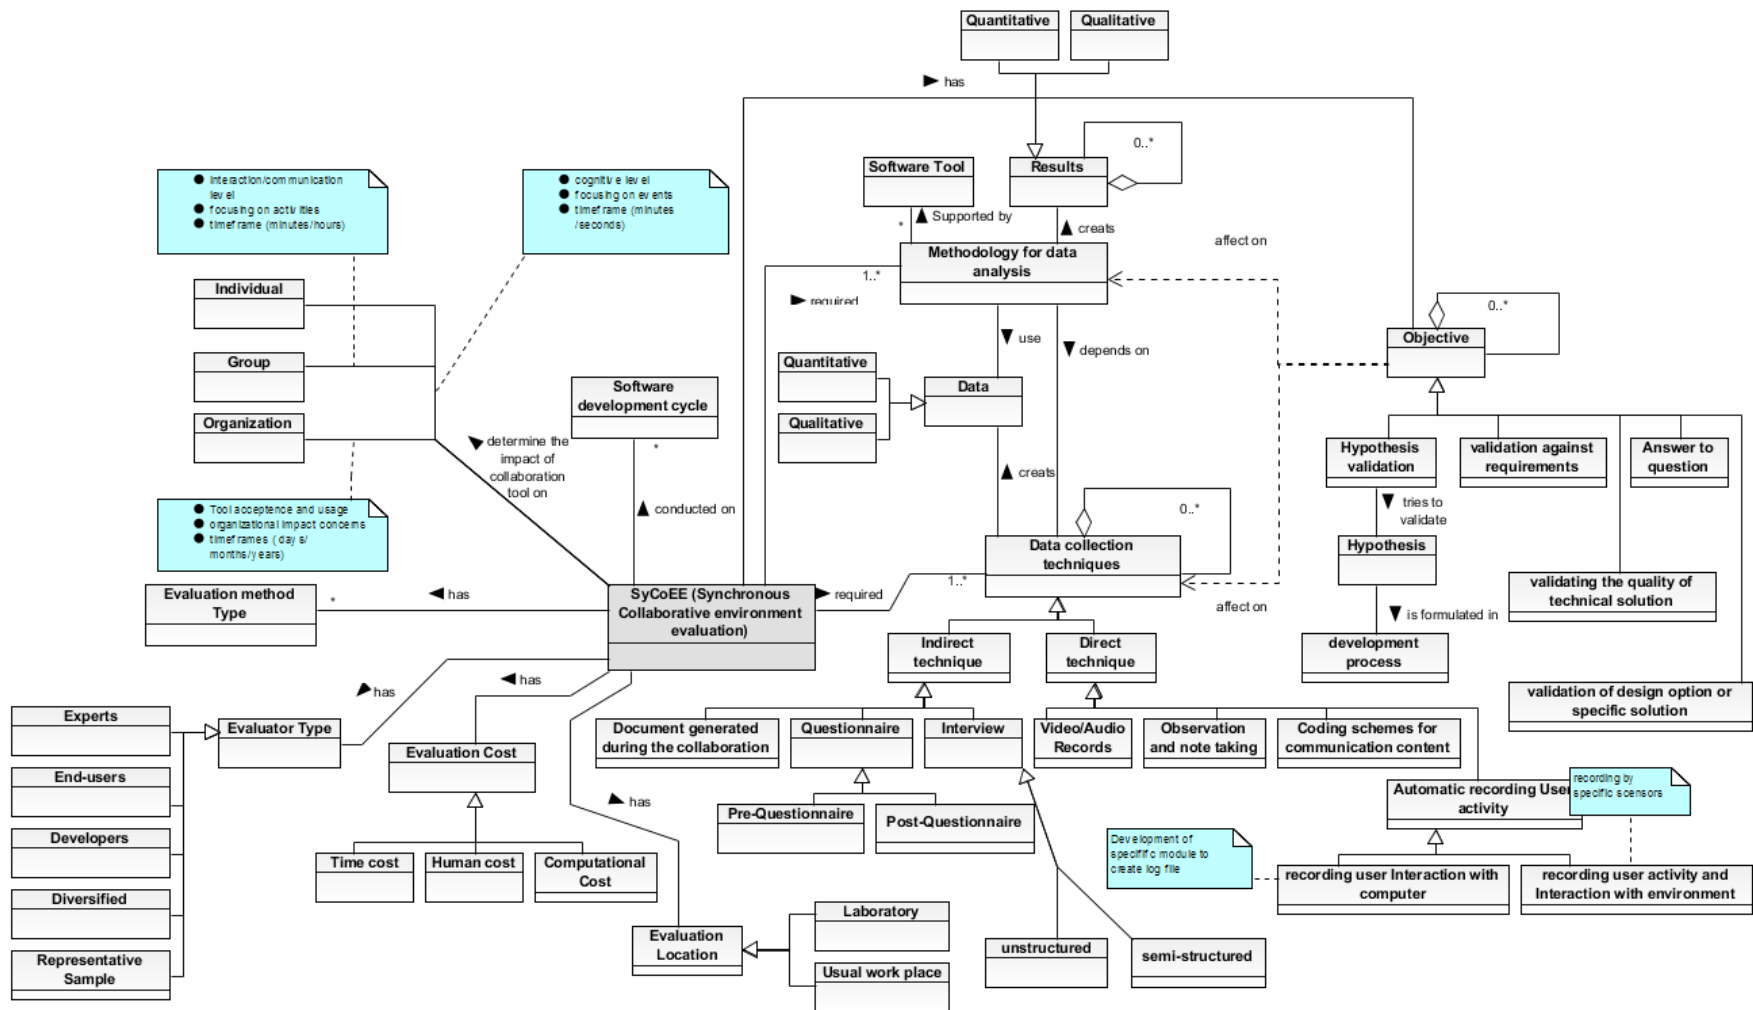 Quantitative
Qualitative
has
0..*
Software Tool
Results
Interaction/communication
level
focusing on activities
timeframe (minutes/hours)
cognitive level
focusing on events
timeframe (minutes
/seconds)
*
Supported by
creats
affect on
Methodology for data
analysis
1..*
required
Individual
0..*
Objective
use
depends on
Group
Quantitative
Data
Qualitative
Software
development cycle
*
Organization
determine the
impact of
collaboration
tool on
Hypothesis
validation
validation against
requirements
Answer to
question
creats
tries to
validate
conducted on
0..*
Tool acceptence and usage
organizational impact concerns
timeframes ( days/
months/years)
Data collection
techniques
1..*
Hypothesis
Evaluation method
Type
*
has
SyCoEE (Synchronous
Collaborative environment
evaluation)
required
affect on
validating the quality of
technical solution
is formulated in
Indirect
technique
Direct
technique
development
process
has
has
validation of design option or
specific solution
Experts
Evaluator Type
Evaluation Cost
Document generated
during the collaboration
Questionnaire
Interview
Video/Audio
Records
Observation
and note taking
Coding schemes for
communication content
End-users
has
Automatic recording User
activity
recording by
specific scensors
Pre-Questionnaire
Post-Questionnaire
Developers
Time cost
Human cost
Computational
Cost
Development of
specififc module to
create log file
recording user Interaction with
computer
recording user activity and
Interaction with environment
Diversified
Laboratory
Evaluation
Location
unstructured
semi-structured
Representative
Sample
Usual work place